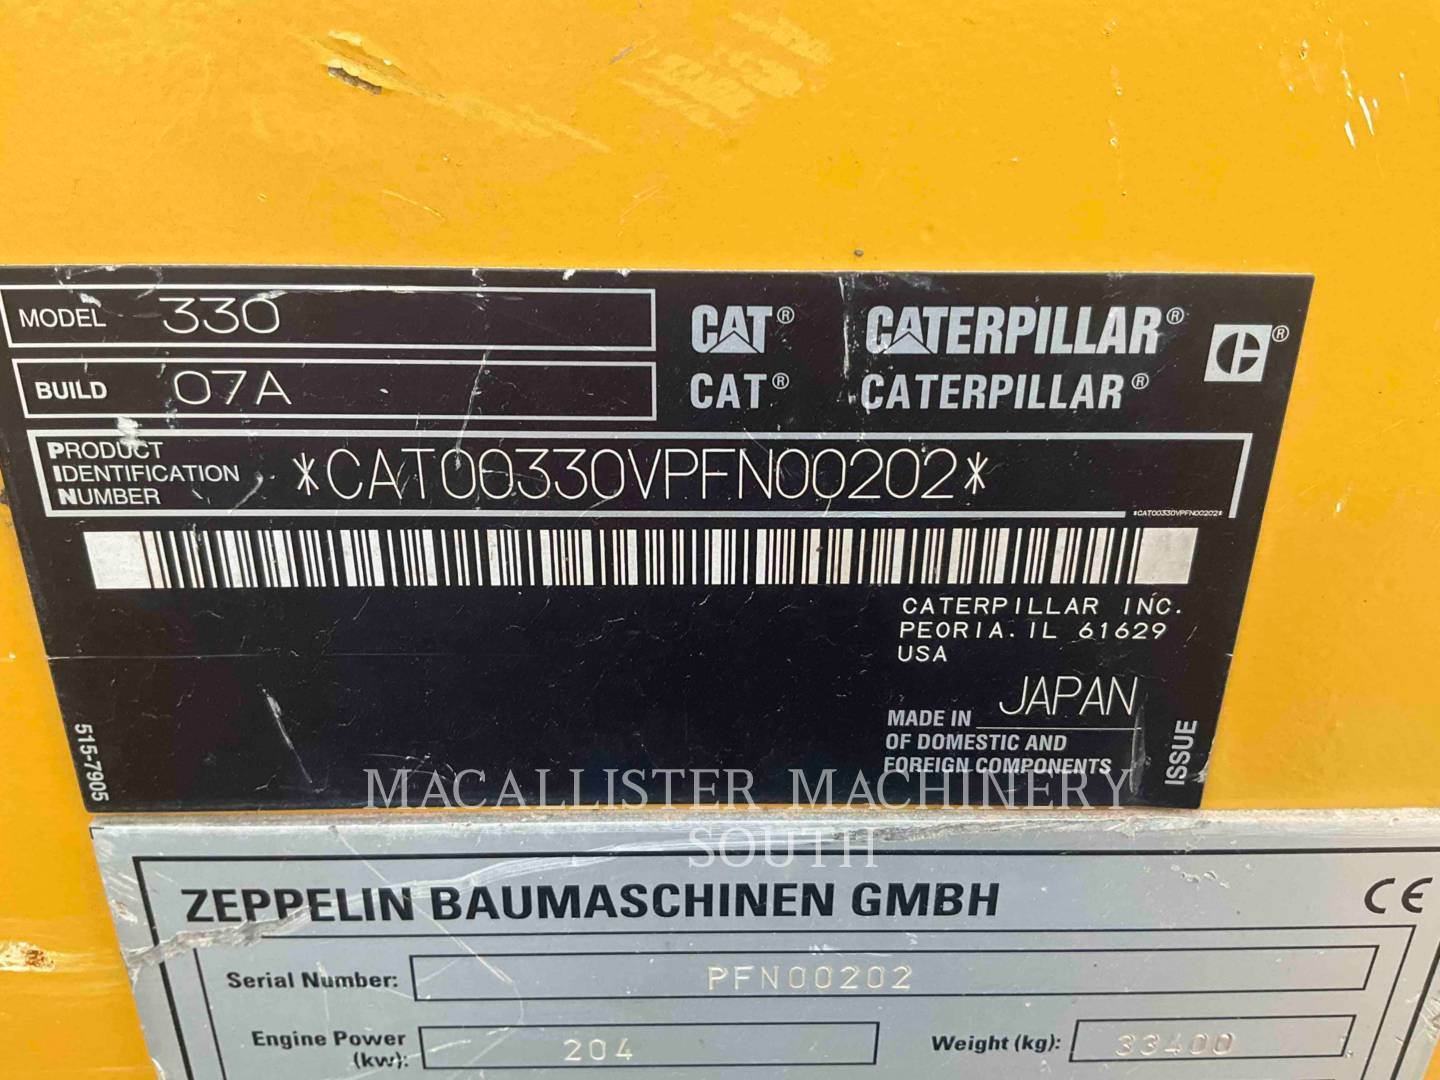 MODEL 330
CAT® CATERPILLAR®
BUILD 07A
CAT® CATERPILLAR®
PRODUCT
IDENTIFICATION
NUMBER
*CAT00330VPFN00202*
*CAT00330VPFN00202*
CATERPILLAR INC.
PEORIA. IL 61629
USA
MADE IN JAPAN
OF DOMESTIC AND
FOREIGN COMPONENTS
ISSUE
515-7905
MACALLISTER MACHINERY
SOUTH
ZEPPELIN BAUMASCHINEN GMBH CE
Serial Number: PFN00202
Engine Power
(kw): 204
Weight (kg): 33400